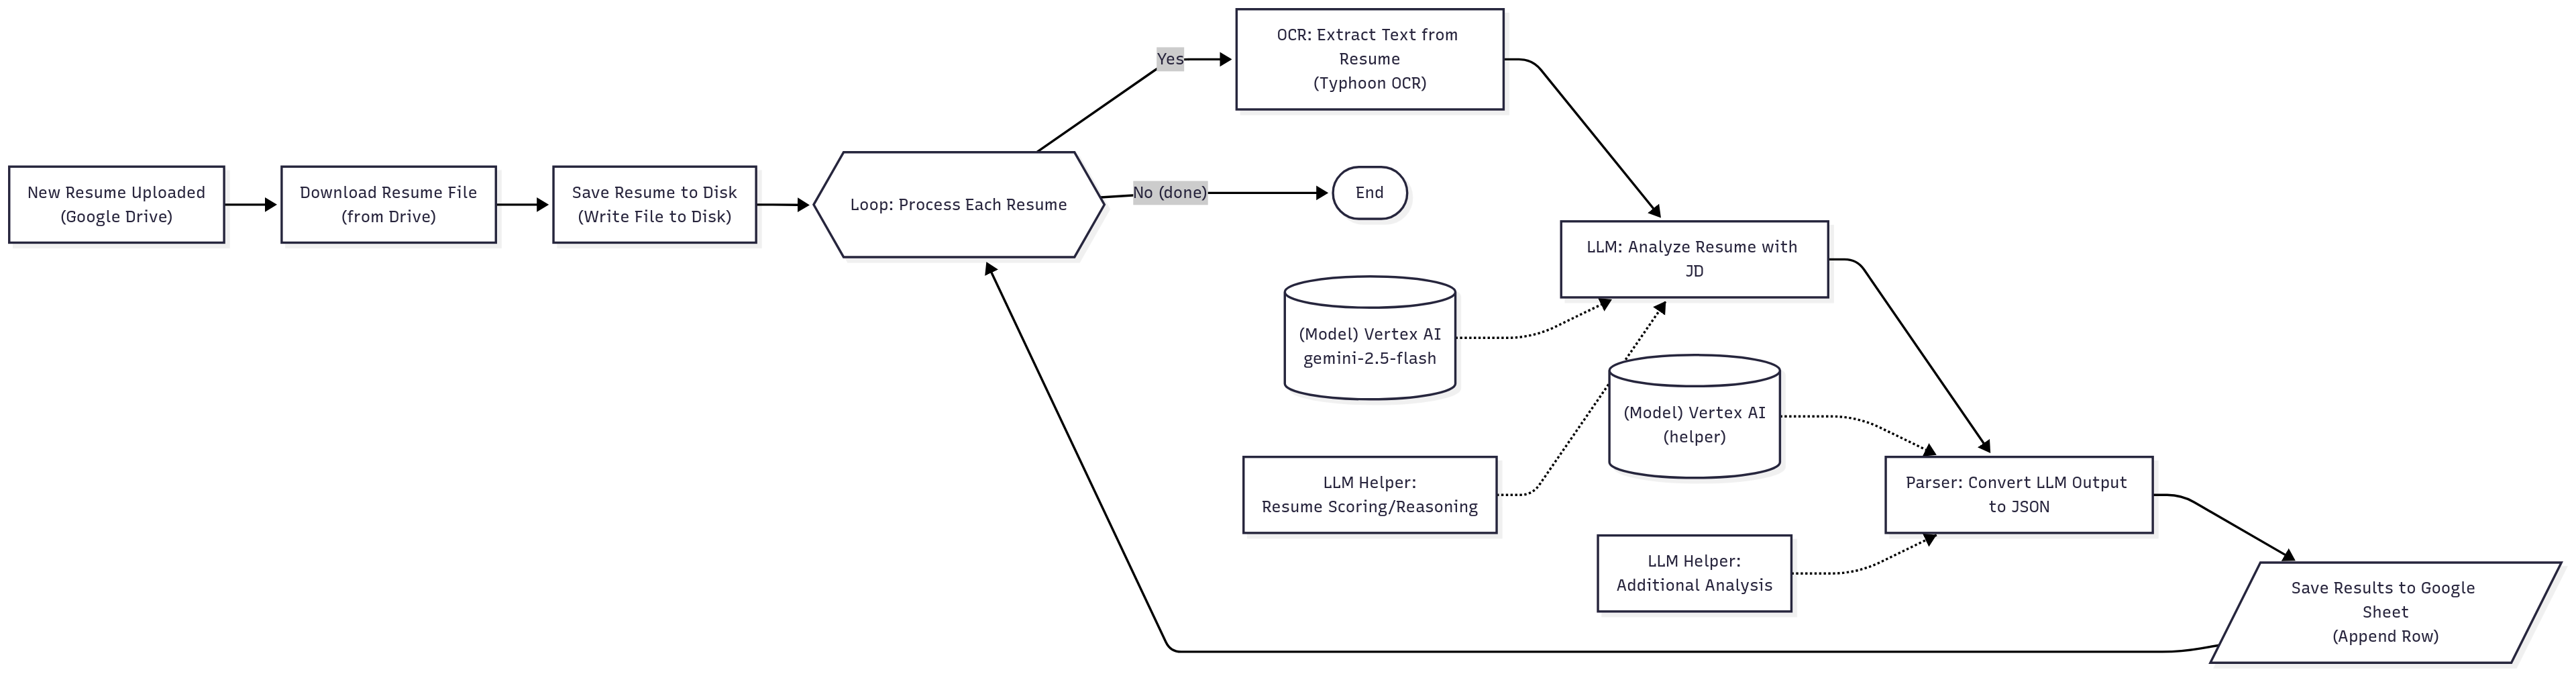 New Resume Uploaded
(Google Drive)
Download Resume File
(from Drive)
Save Resume to Disk
(Write File to Disk)
Loop: Process Each Resume
Yes
No (done)
OCR: Extract Text from
Resume
(Typhoon OCR)
End
LLM: Analyze Resume with
JD
(Model) Vertex AI
gemini-2.5-flash
(Model) Vertex AI
(helper)
LLM Helper:
Resume Scoring/Reasoning
LLM Helper:
Additional Analysis
Parser: Convert LLM Output
to JSON
Save Results to Google
Sheet
(Append Row)